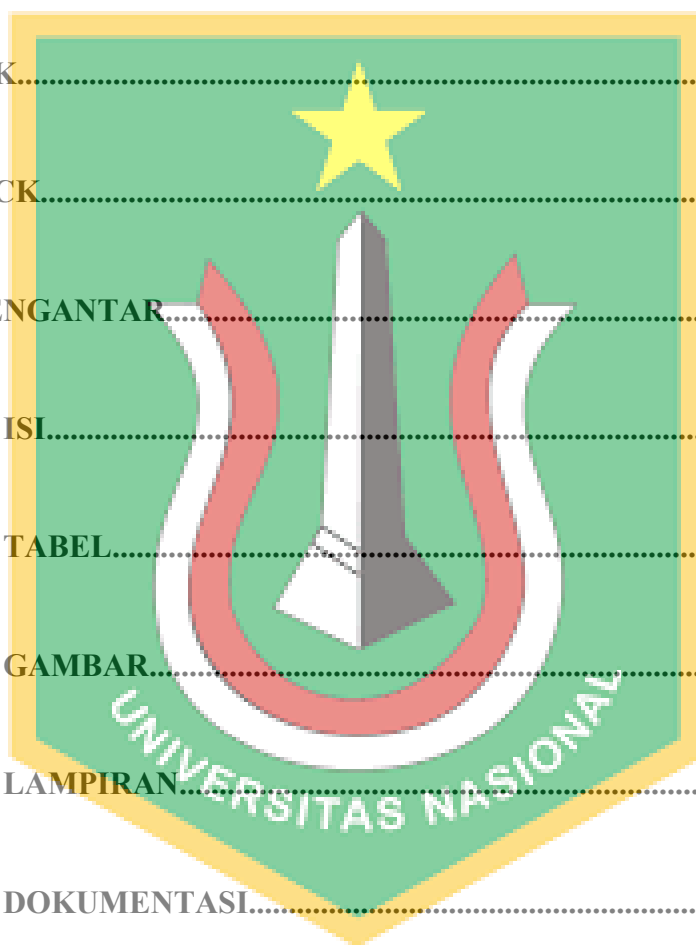 K........................................................................
CK.....................................................................
ENGANTAR.......................................................
ISI.....................................................................
TABEL............................................................
GAMBAR........................................................
UNIVERSITAS NASIONAL
LAMPIRAN.....................................................
DOKUMENTASI.............................................